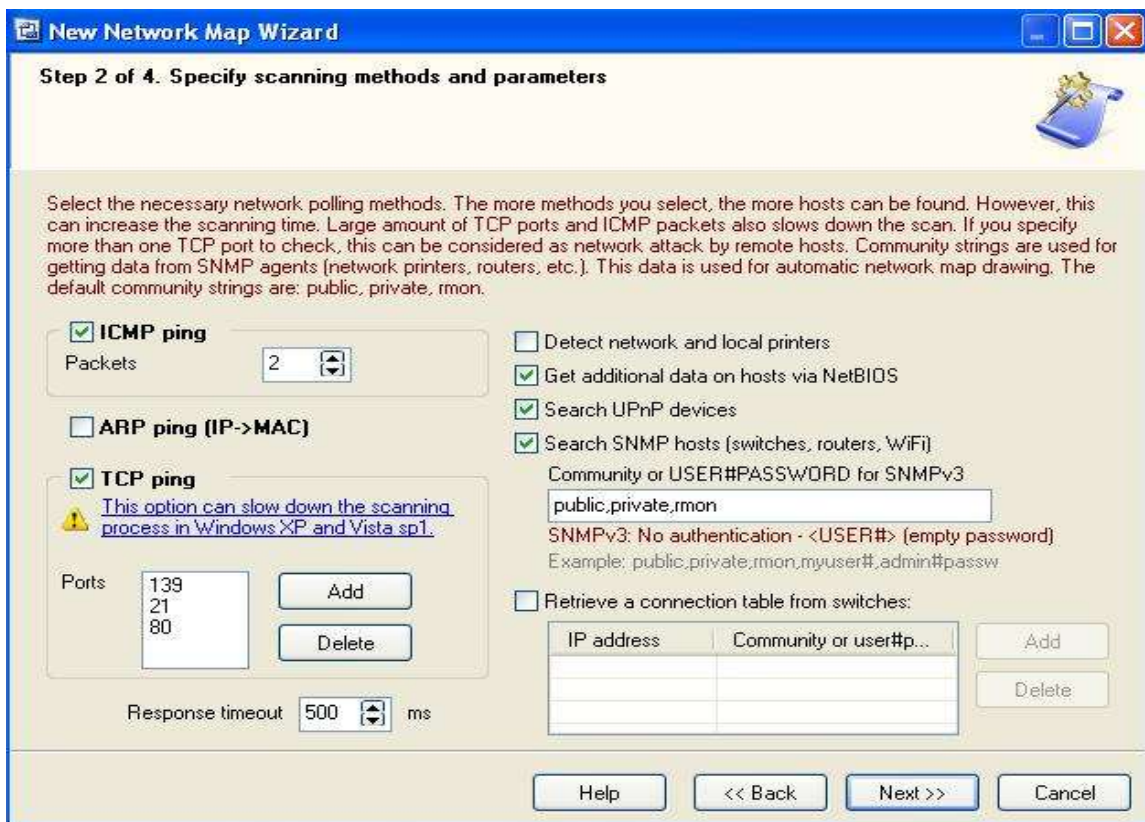 New Network Map Wizard
Step 2 of 4. Specify scanning methods and parameters
Select the necessary network polling methods. The more methods you select, the more hosts can be found. However, this
can increase the scanning time. Large amount of TCP ports and ICMP packets also slows down the scan. If you specify
more than one TCP port to check, this can be considered as network attack by remote hosts. Community strings are used for
getting data from SNMP agents (network printers, routers, etc.). This data is used for automatic network map drawing. The
default community strings are: public, private, rmon.
ICMP ping
Packets 2
ARP ping (IP->MAC)
TCP ping
This option can slow down the scanning
process in Windows XP and Vista sp1.
Ports
139
21
80
Add
Delete
Response timeout 500 ms
Detect network and local printers
Get additional data on hosts via NetBIOS
Search UPnP devices
Search SNMP hosts (switches, routers, WiFi)
Community or USER#PASSWORD for SNMPv3
public,private,rmon
SNMPv3: No authentication - <USER#> (empty password)
Example: public,private,rmon,myuser#,admin#passw
Retrieve a connection table from switches:
IP address Community or user#p...
Add
Delete
Help << Back Next >> Cancel